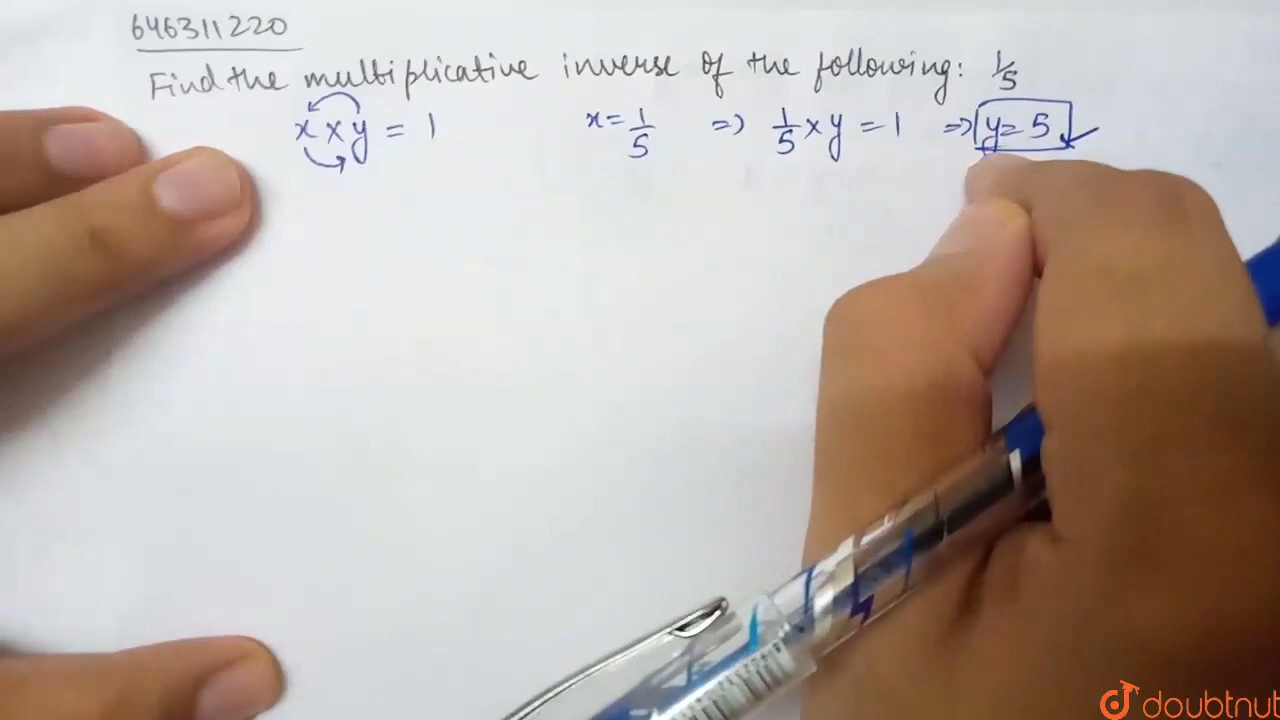 646311220
Find the multiplicative inverse of the following: 1/5
x × y = 1 x = 1/5 => 1/5 × y = 1 => y = 5
doubtnut